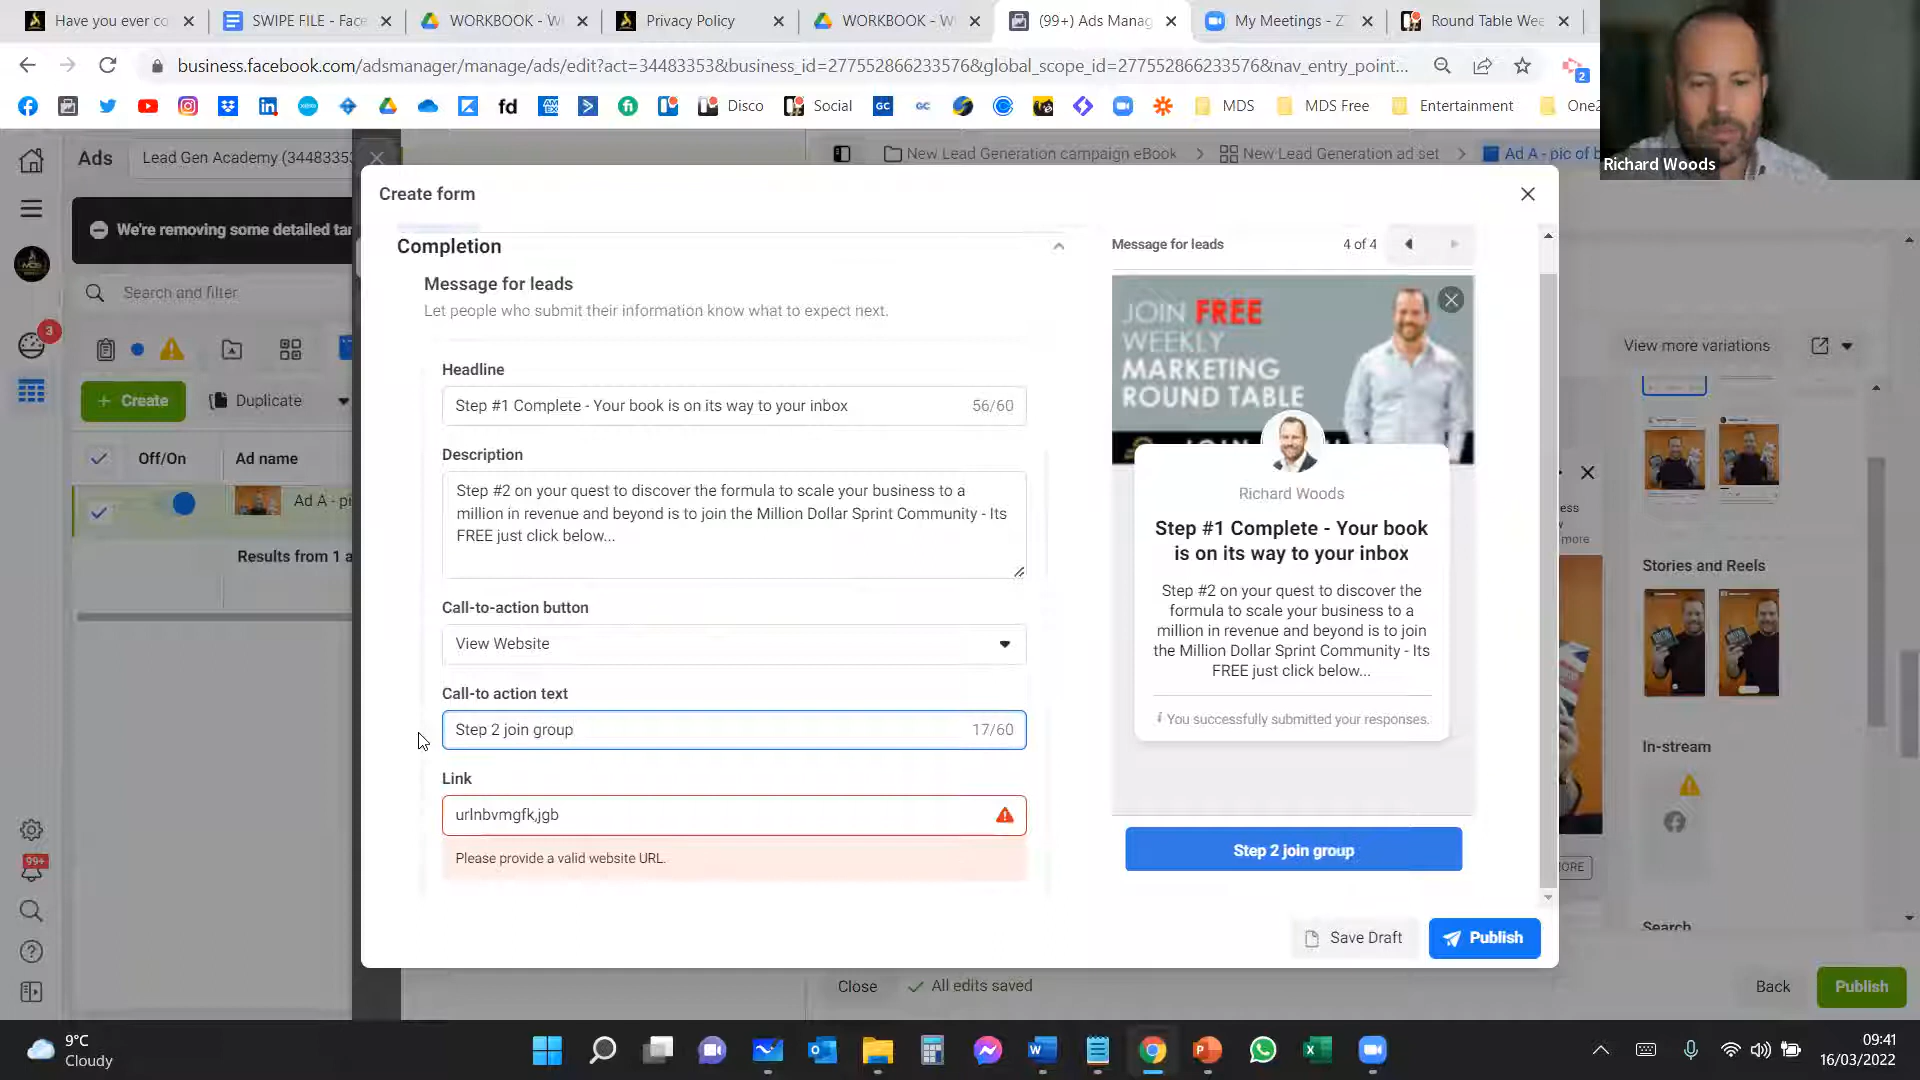 Have you ever co
SWIPE FILE - Face
WORKBOOK - W
Privacy Policy
WORKBOOK - W
(99+) Ads Manag
My Meetings - Z
Round Table Wee
business.facebook.com/adsmanager/manage/ads/edit?act=34483353&business_id=277552866233576&global_scope_id=277552866233576&nav_entry_point...
2
fd
Disco
Social
GC
GC
MDS
MDS Free
Entertainment
One2
Richard Woods
Ads
Lead Gen Academy (34483353
New Lead Generation campaign eBook
New Lead Generation ad set
Ad A - pic of b
We're removing some detailed tar
Search and filter
3
Create
Duplicate
Off/On
Ad name
Ad A - pi
Results from 1 a
99+
Create form
Completion
Message for leads
Let people who submit their information know what to expect next.
Headline
Step #1 Complete - Your book is on its way to your inbox
56/60
Description
Step #2 on your quest to discover the formula to scale your business to a
million in revenue and beyond is to join the Million Dollar Sprint Community - Its
FREE just click below...
Call-to-action button
View Website
Call-to action text
Step 2 join group
17/60
Link
urlnbvmgfk,jgb
Please provide a valid website URL.
Message for leads
4 of 4
JOIN FREE
WEEKLY
MARKETING
ROUND TABLE
Richard Woods
Step #1 Complete - Your book
is on its way to your inbox
Step #2 on your quest to discover the
formula to scale your business to a
million in revenue and beyond is to join
the Million Dollar Sprint Community - Its
FREE just click below...
You successfully submitted your responses.
Step 2 join group
Save Draft
Publish
View more variations
ess
more
Stories and Reels
In-stream
ORE
Search
Close
All edits saved
Back
Publish
9°C
Cloudy
09:41
16/03/2022